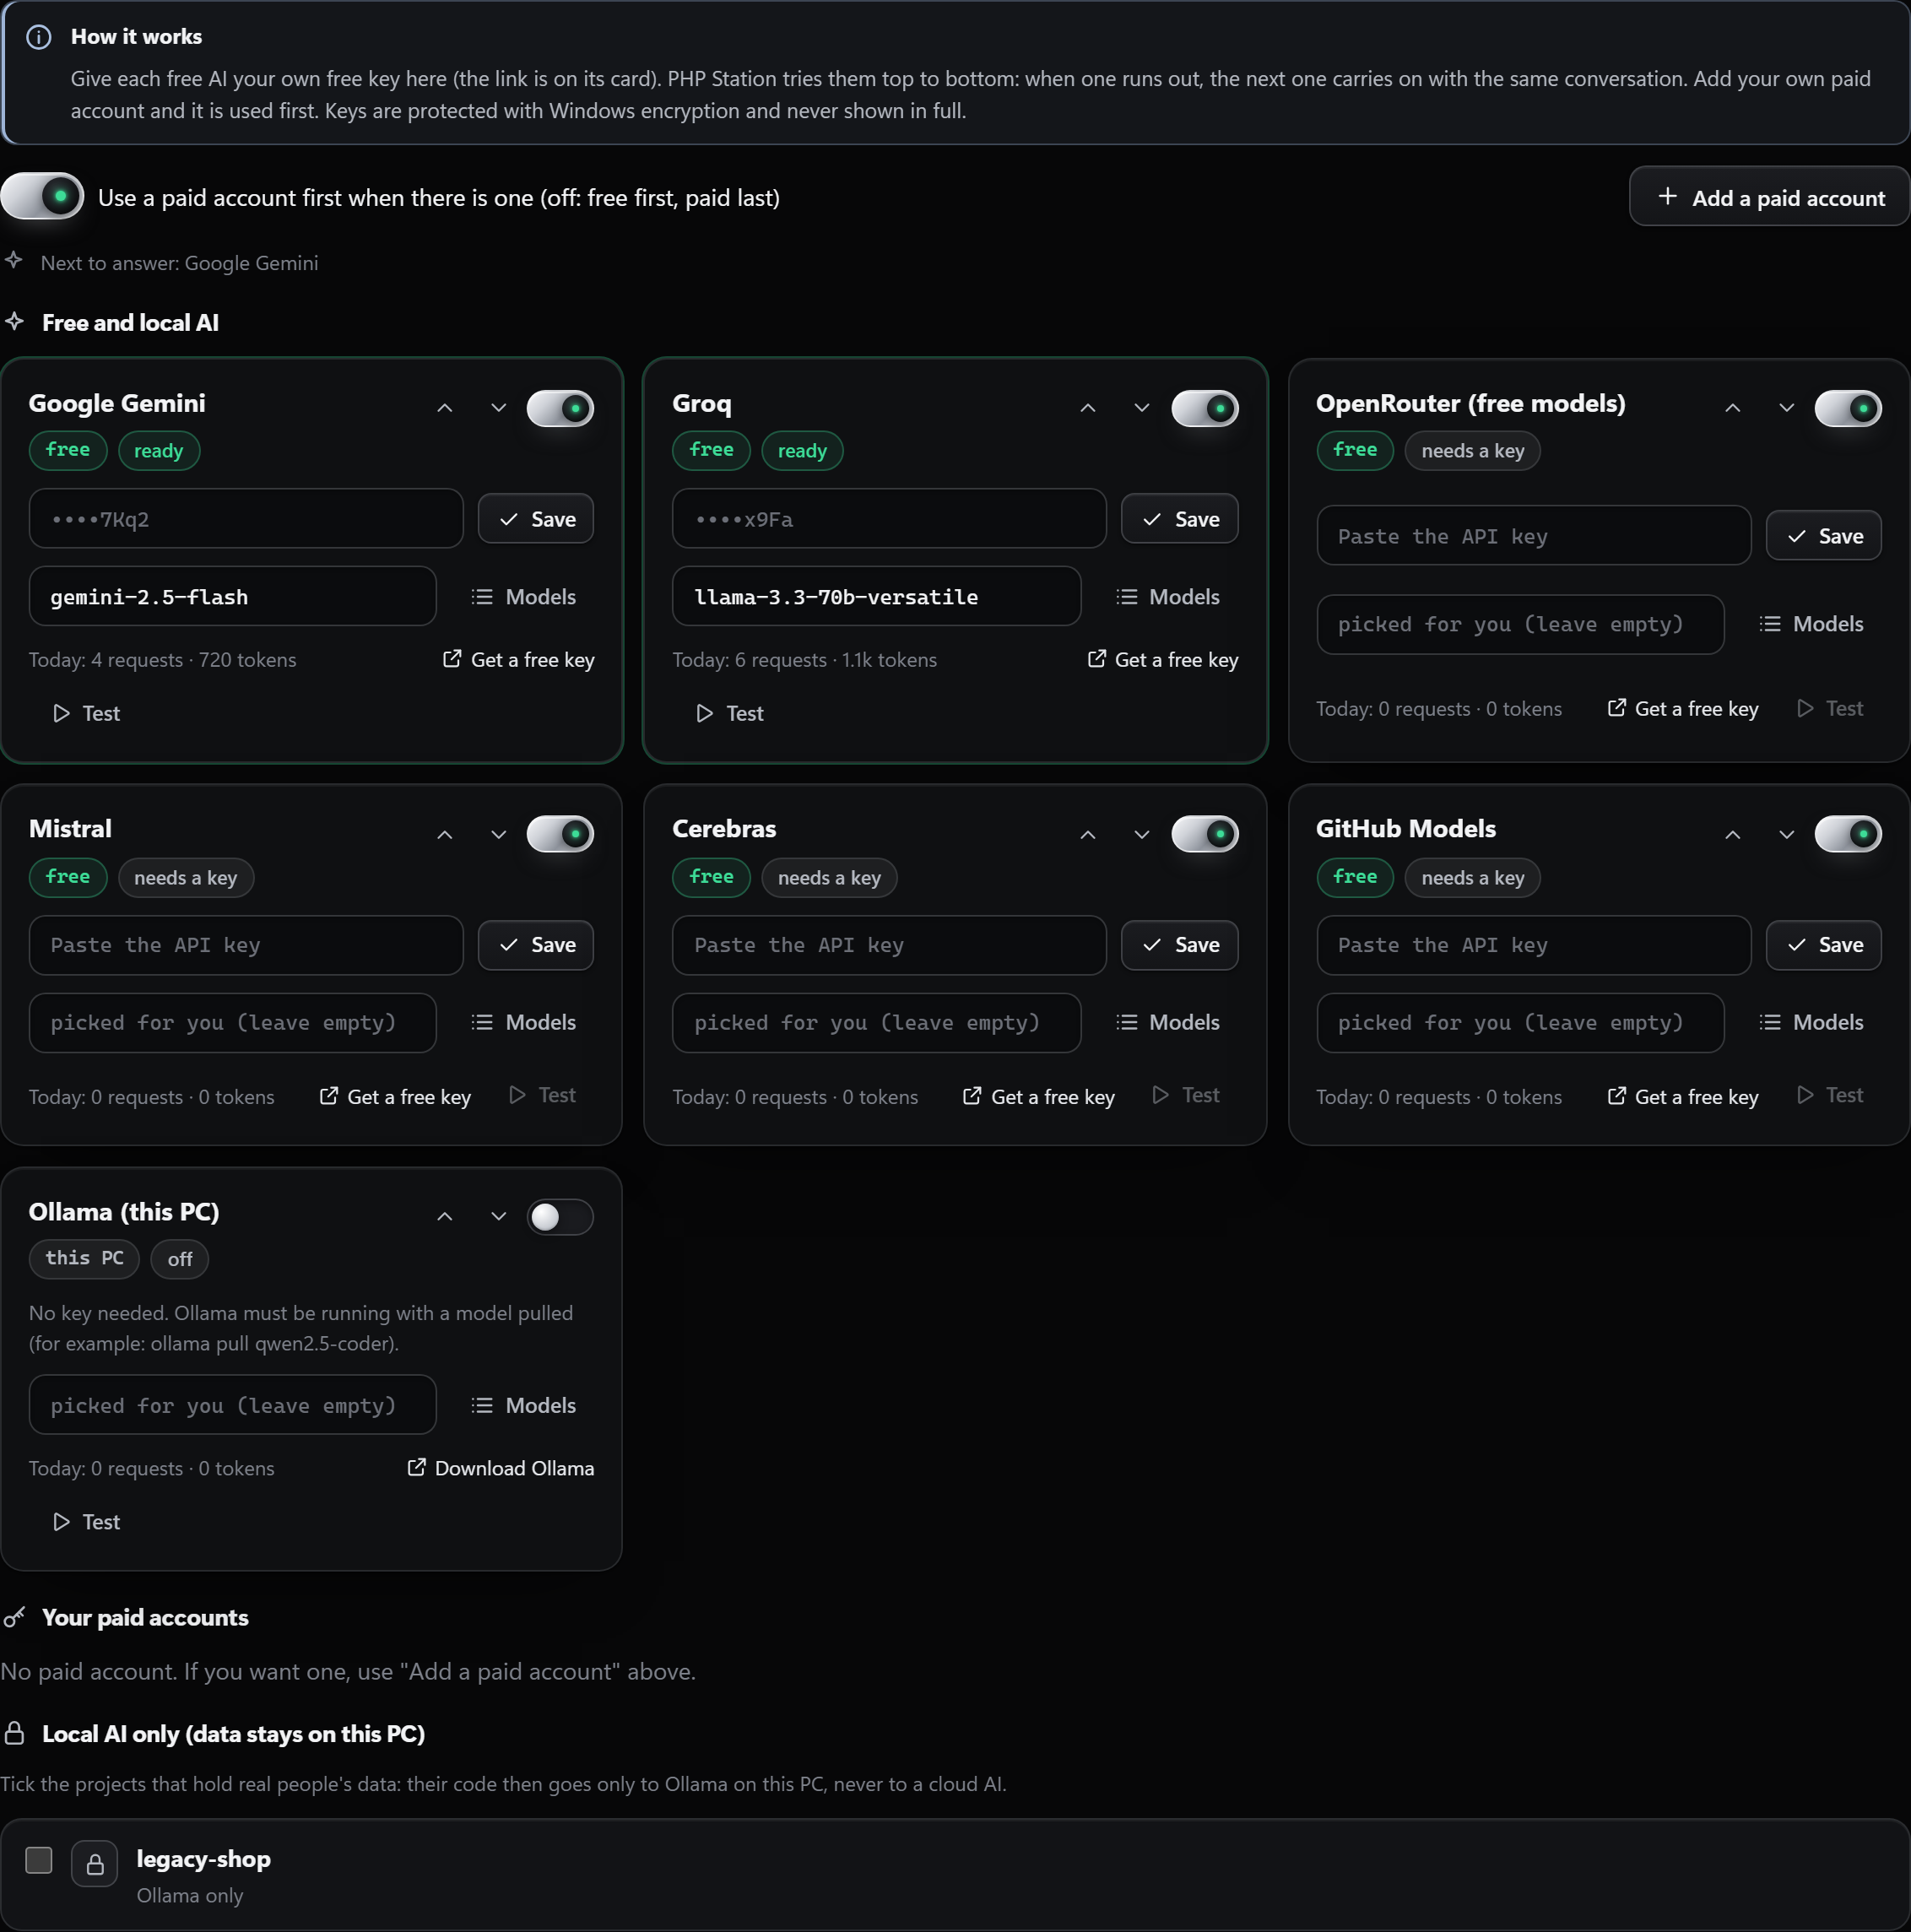 How it works
Give each free AI your own free key here (the link is on its card). PHP Station tries them top to bottom: when one runs out, the next one carries on with the same conversation. Add your own paid
account and it is used first. Keys are protected with Windows encryption and never shown in full.
Use a paid account first when there is one (off: free first, paid last)
Add a paid account
Next to answer: Google Gemini
Free and local AI
Google Gemini
free ready
••••7Kq2 Save
gemini-2.5-flash Models
Today: 4 requests · 720 tokens Get a free key
Test
Groq
free ready
••••x9Fa Save
llama-3.3-70b-versatile Models
Today: 6 requests · 1.1k tokens Get a free key
Test
OpenRouter (free models)
free needs a key
Paste the API key Save
picked for you (leave empty) Models
Today: 0 requests · 0 tokens Get a free key Test
Mistral
free needs a key
Paste the API key Save
picked for you (leave empty) Models
Today: 0 requests · 0 tokens Get a free key Test
Cerebras
free needs a key
Paste the API key Save
picked for you (leave empty) Models
Today: 0 requests · 0 tokens Get a free key Test
GitHub Models
free needs a key
Paste the API key Save
picked for you (leave empty) Models
Today: 0 requests · 0 tokens Get a free key Test
Ollama (this PC)
this PC off
No key needed. Ollama must be running with a model pulled
(for example: ollama pull qwen2.5-coder).
picked for you (leave empty) Models
Today: 0 requests · 0 tokens Download Ollama
Test
Your paid accounts
No paid account. If you want one, use "Add a paid account" above.
Local AI only (data stays on this PC)
Tick the projects that hold real people's data: their code then goes only to Ollama on this PC, never to a cloud AI.
legacy-shop
Ollama only